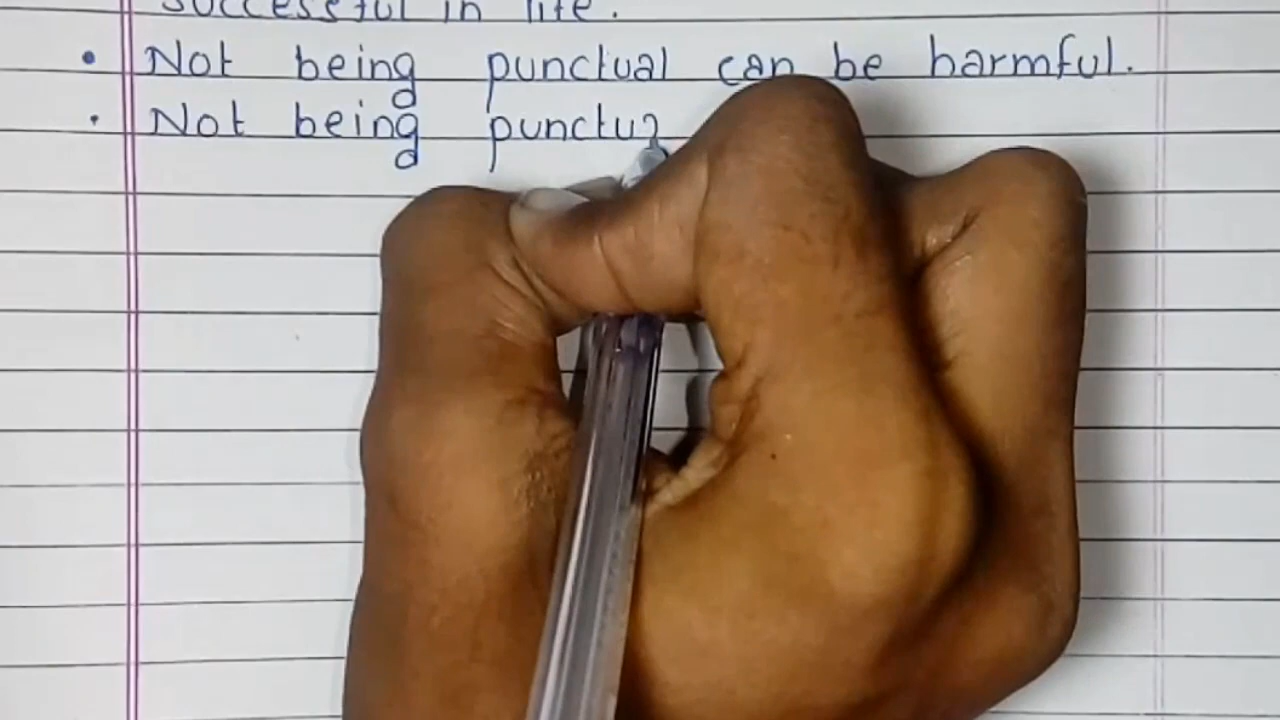 successful in life.
• Not being punctual can be harmful.
• Not being punctu